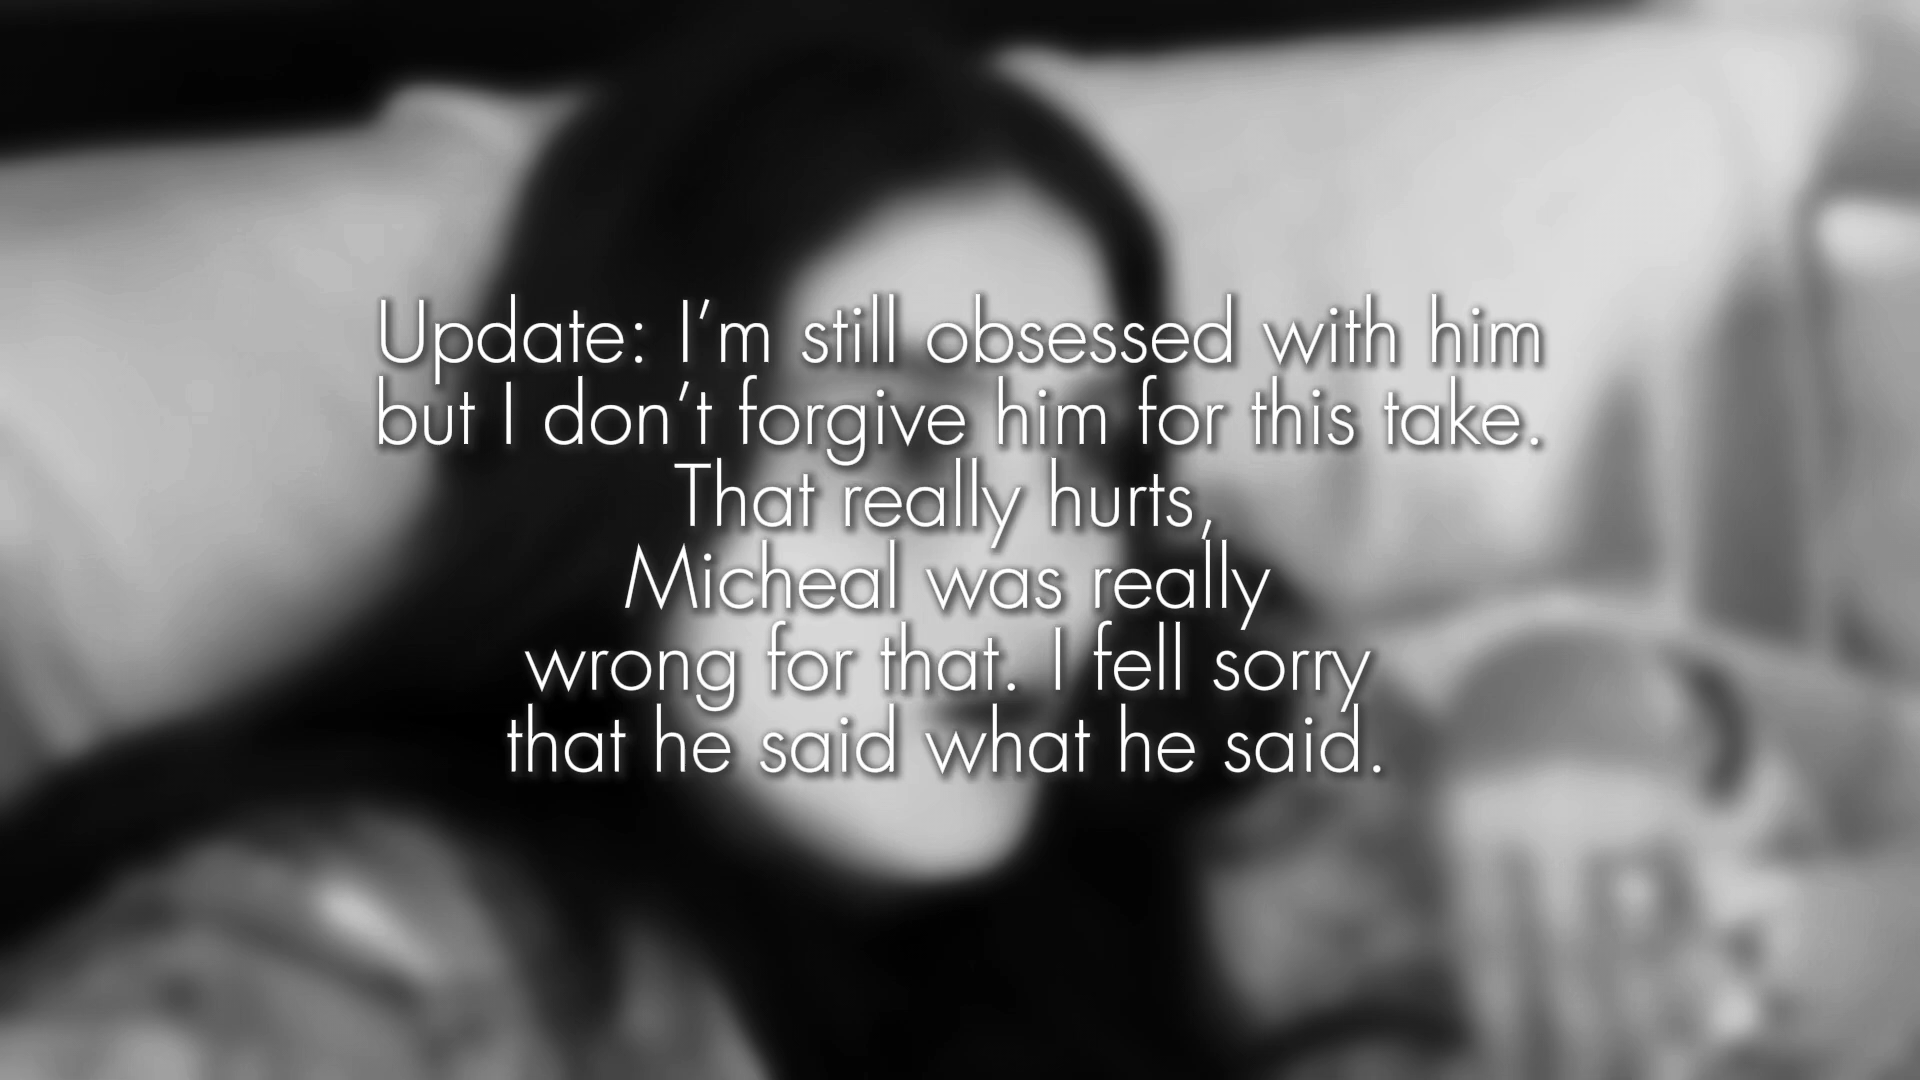 Update: I'm still obsessed with him
but I don't forgive him for this take.
That really hurts,
Micheal was really
wrong for that. I fell sorry
that he said what he said.